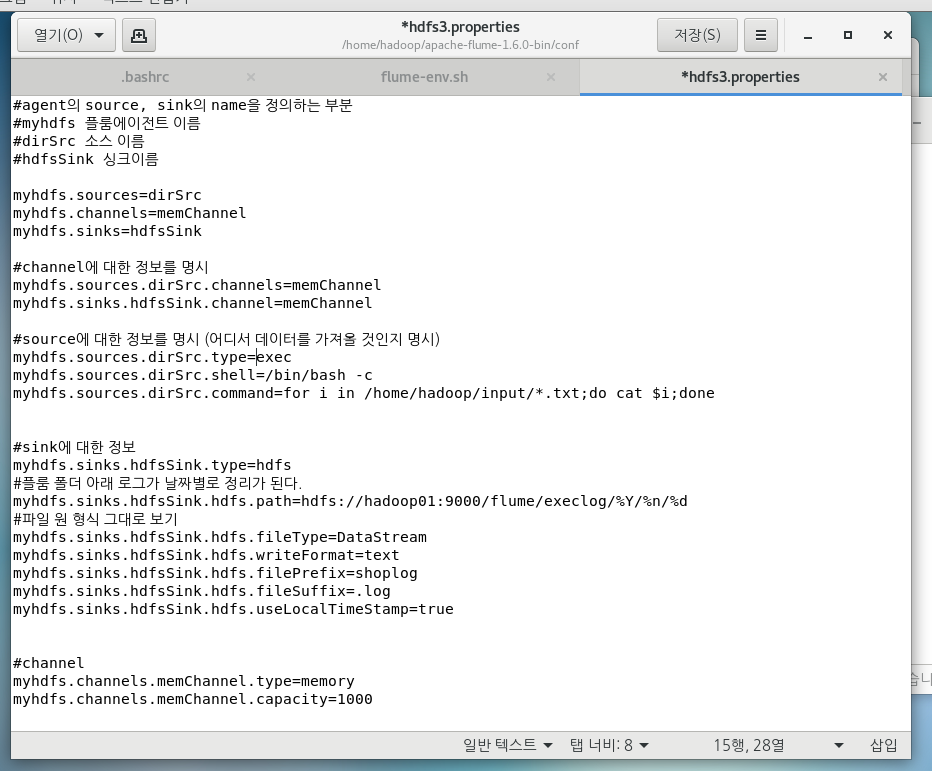 열기(O)
*hdfs3.properties
/home/hadoop/apache-flume-1.6.0-bin/conf
저장(S)
.bashrc
flume-env.sh
*hdfs3.properties
#agent의 source, sink의 name을 정의하는 부분
#myhdfs 플룸에이전트 이름
#dirSrc 소스 이름
#hdfsSink 싱크이름
myhdfs.sources=dirSrc
myhdfs.channels=memChannel
myhdfs.sinks=hdfsSink
#channel에 대한 정보를 명시
myhdfs.sources.dirSrc.channels=memChannel
myhdfs.sinks.hdfsSink.channel=memChannel
#source에 대한 정보를 명시 (어디서 데이터를 가져올 것인지 명시)
myhdfs.sources.dirSrc.type=exec
myhdfs.sources.dirSrc.shell=/bin/bash -c
myhdfs.sources.dirSrc.command=for i in /home/hadoop/input/*.txt;do cat $i;done
#sink에 대한 정보
myhdfs.sinks.hdfsSink.type=hdfs
#플룸 폴더 아래 로그가 날짜별로 정리가 된다.
myhdfs.sinks.hdfsSink.hdfs.path=hdfs://hadoop01:9000/flume/execlog/%Y/%n/%d
#파일 원 형식 그대로 보기
myhdfs.sinks.hdfsSink.hdfs.fileType=DataStream
myhdfs.sinks.hdfsSink.hdfs.writeFormat=text
myhdfs.sinks.hdfsSink.hdfs.filePrefix=shoplog
myhdfs.sinks.hdfsSink.hdfs.fileSuffix=.log
myhdfs.sinks.hdfsSink.hdfs.useLocalTimeStamp=true
#channel
myhdfs.channels.memChannel.type=memory
myhdfs.channels.memChannel.capacity=1000
일반 텍스트
탭 너비: 8
15행, 28열
삽입